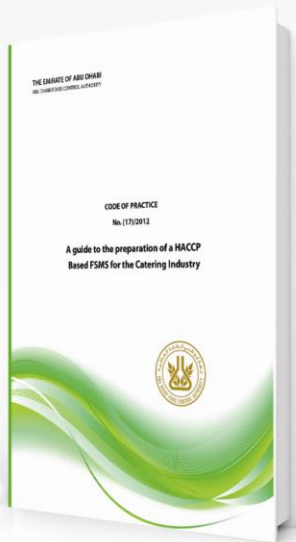 THE EMIRATE OF ABU DHABI
ABU DHABI FOOD CONTROL AUTHORITY
CODE OF PRACTICE
No. (17)/2012
A guide to the preparation of a HACCP
Based FSMS for the Catering Industry